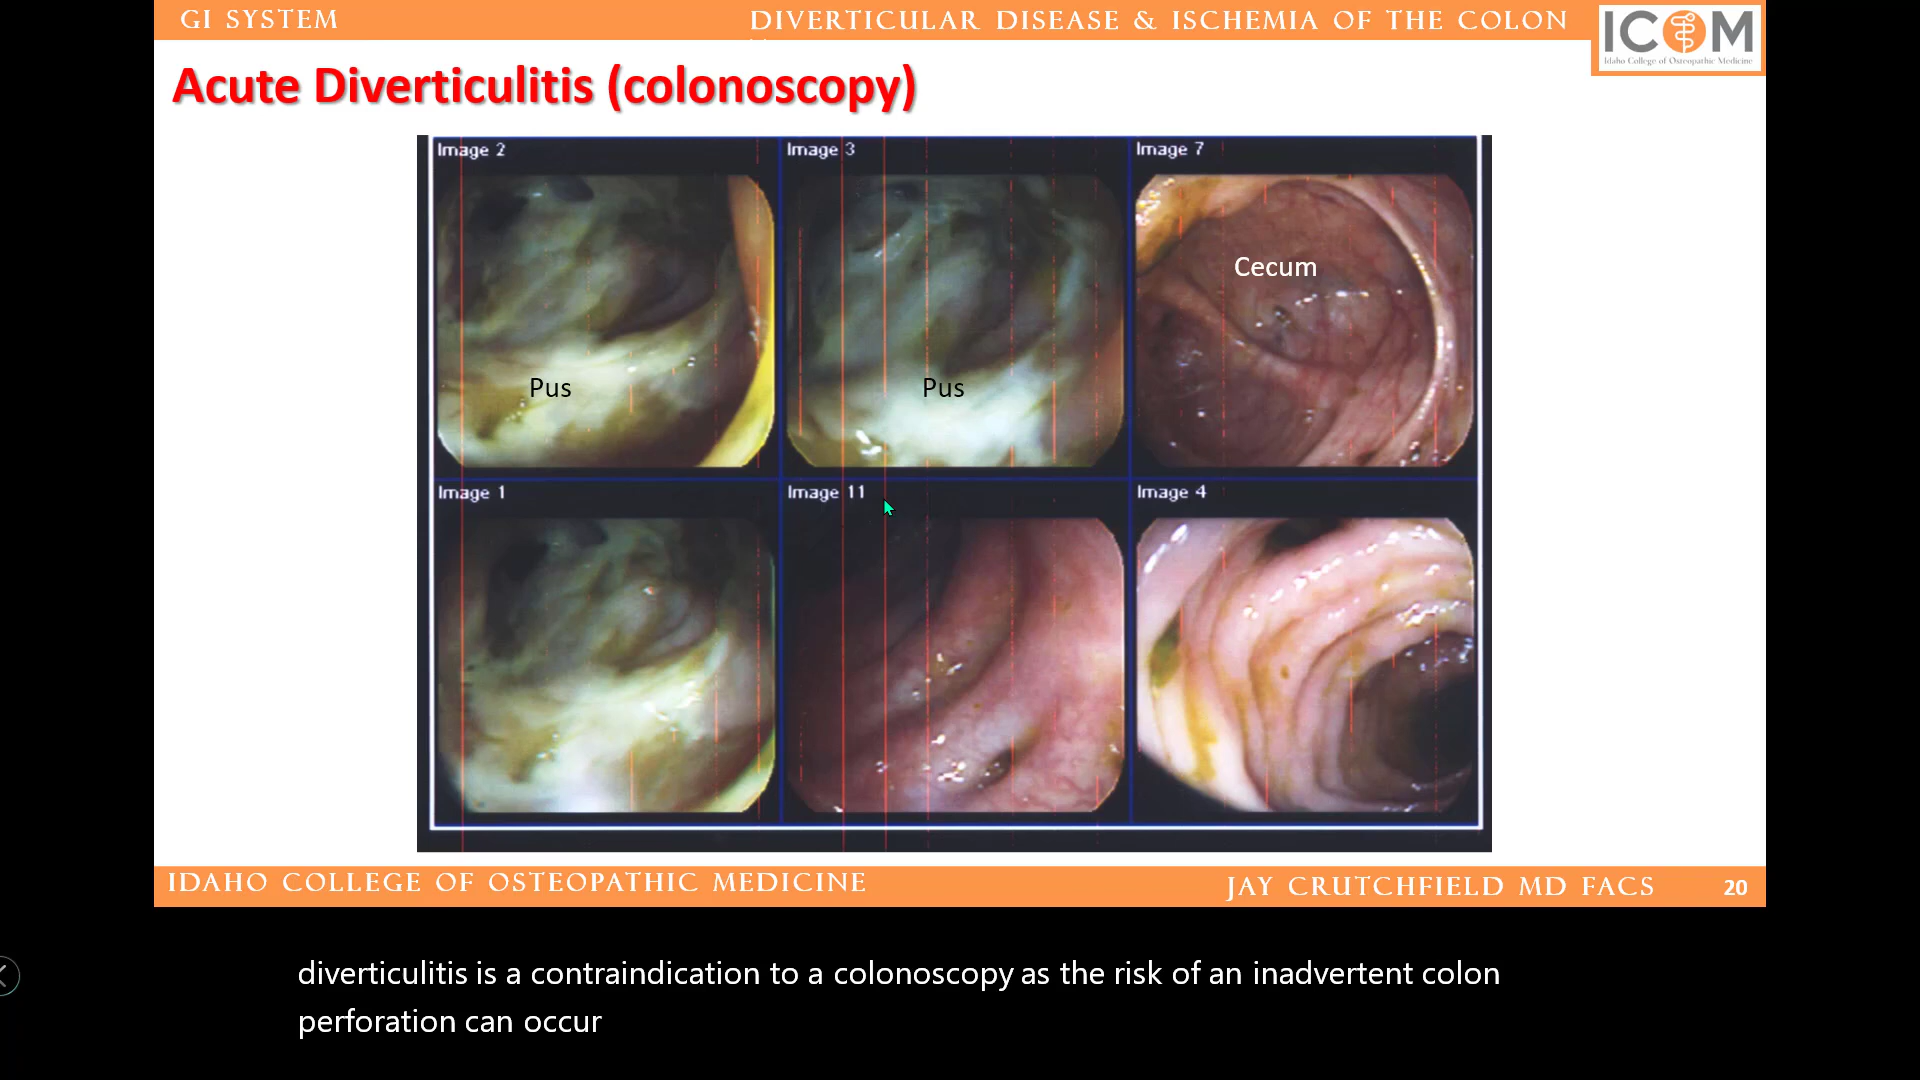 GI SYSTEM
DIVERTICULAR DISEASE & ISCHEMIA OF THE COLON
ICOM
Idaho College of Osteopathic Medicine
Acute Diverticulitis (colonoscopy)
Image 2
Image 3
Image 7
Cecum
Pus
Pus
Image 1
Image 11
Image 4
IDAHO COLLEGE OF OSTEOPATHIC MEDICINE
JAY CRUTCHFIELD MD FACS
20
diverticulitis is a contraindication to a colonoscopy as the risk of an inadvertent colon
perforation can occur